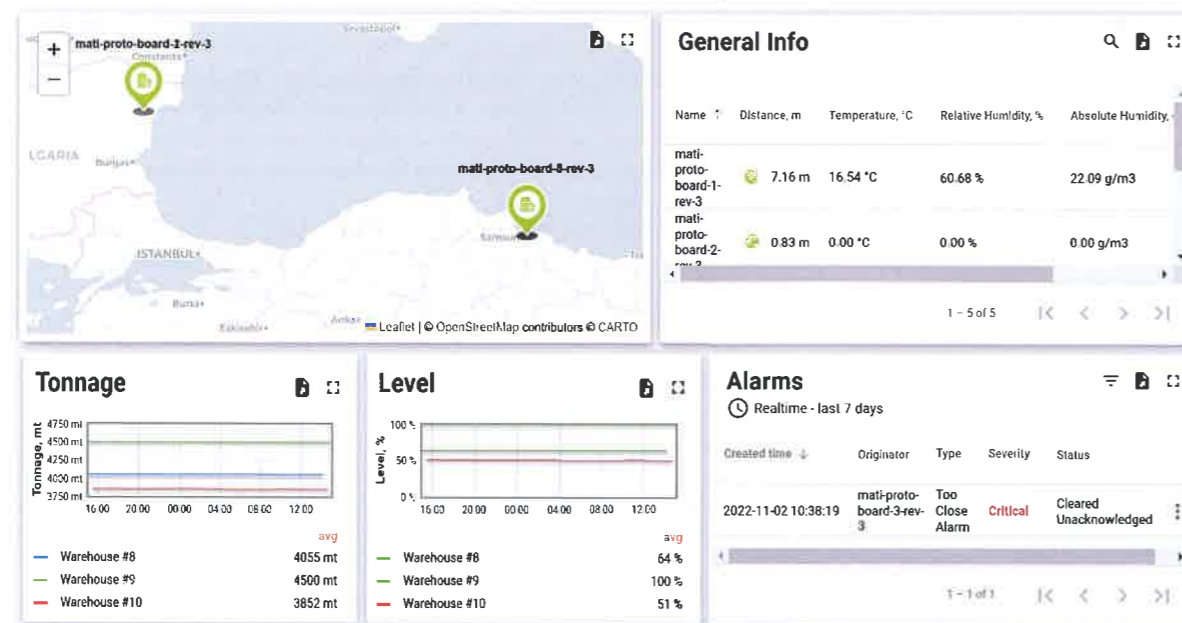 Sevastopol
+
mati-proto-board-1-rev-3
Constanta
−
LGARIA
Burgas
mati-proto-board-8-rev-3
Samsun
ISTANBUL
Bursa
Eskisehir
Leaflet | © OpenStreetMap contributors © CARTO
General Info
Name Distance, m Temperature, °C Relative Humidity, % Absolute Humidity,
mati-
proto-
board-1-
rev-3
7.16 m 16.54 °C 60.68 % 22.09 g/m3
mati-
proto-
board-2-
rev-3
0.83 m 0.00 °C 0.00 % 0.00 g/m3
1 – 5 of 5
Tonnage
Tonnage, mt
4750 mt
4500 mt
4250 mt
4000 mt
3750 mt
16:00 20:00 00:00 04:00 08:00 12:00
avg
Warehouse #8 4055 mt
Warehouse #9 4500 mt
Warehouse #10 3852 mt
Level
Level, %
100 %
50 %
0 %
16:00 20:00 00:00 04:00 08:00 12:00
avg
Warehouse #8 64 %
Warehouse #9 100 %
Warehouse #10 51 %
Alarms
Realtime - last 7 days
Created time Originator Type Severity Status
2022-11-02 10:38:19
mati-proto-
board-3-rev-
3
Too
Close
Alarm
Critical
Cleared
Unacknowledged
1 – 1 of 1